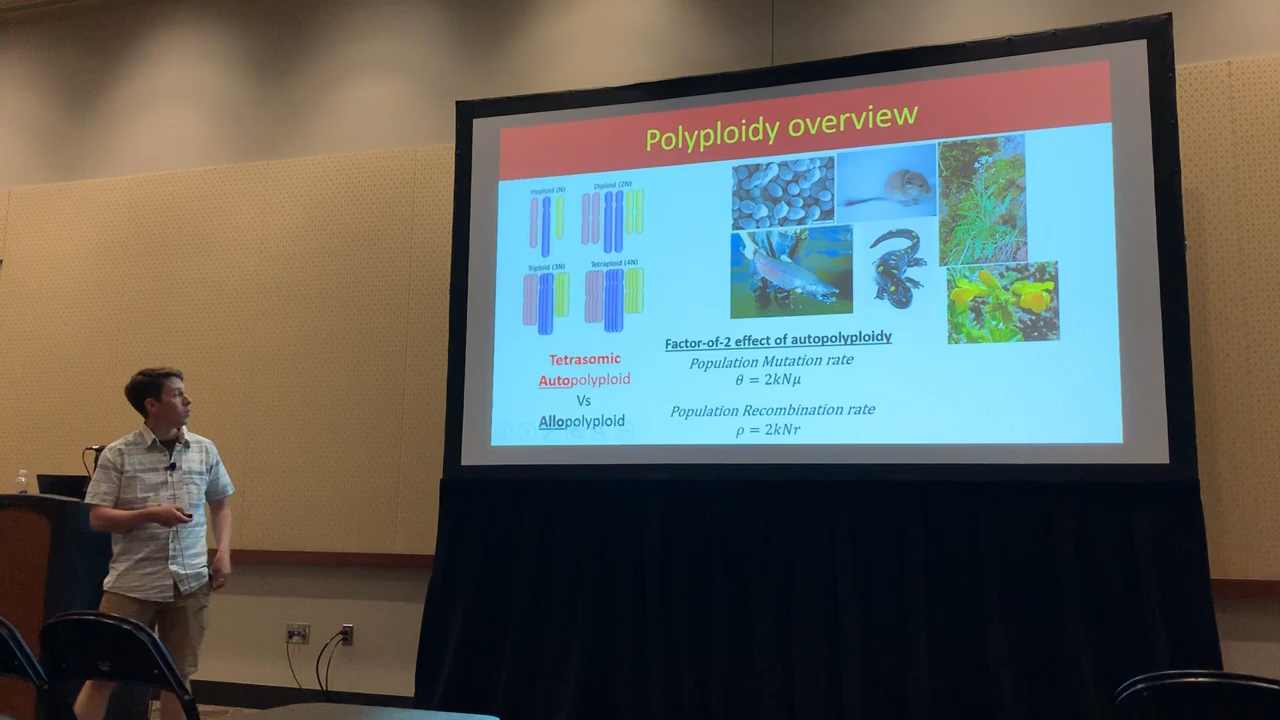 Polyploidy overview
Haploid (N)
Diploid (2N)
Triploid (3N)
Tetraploid (4N)
Tetrasomic
Autopolyploid
Vs
Allopolyploid
Factor-of-2 effect of autopolyploidy
Population Mutation rate
θ = 2kNμ
Population Recombination rate
ρ = 2kNr